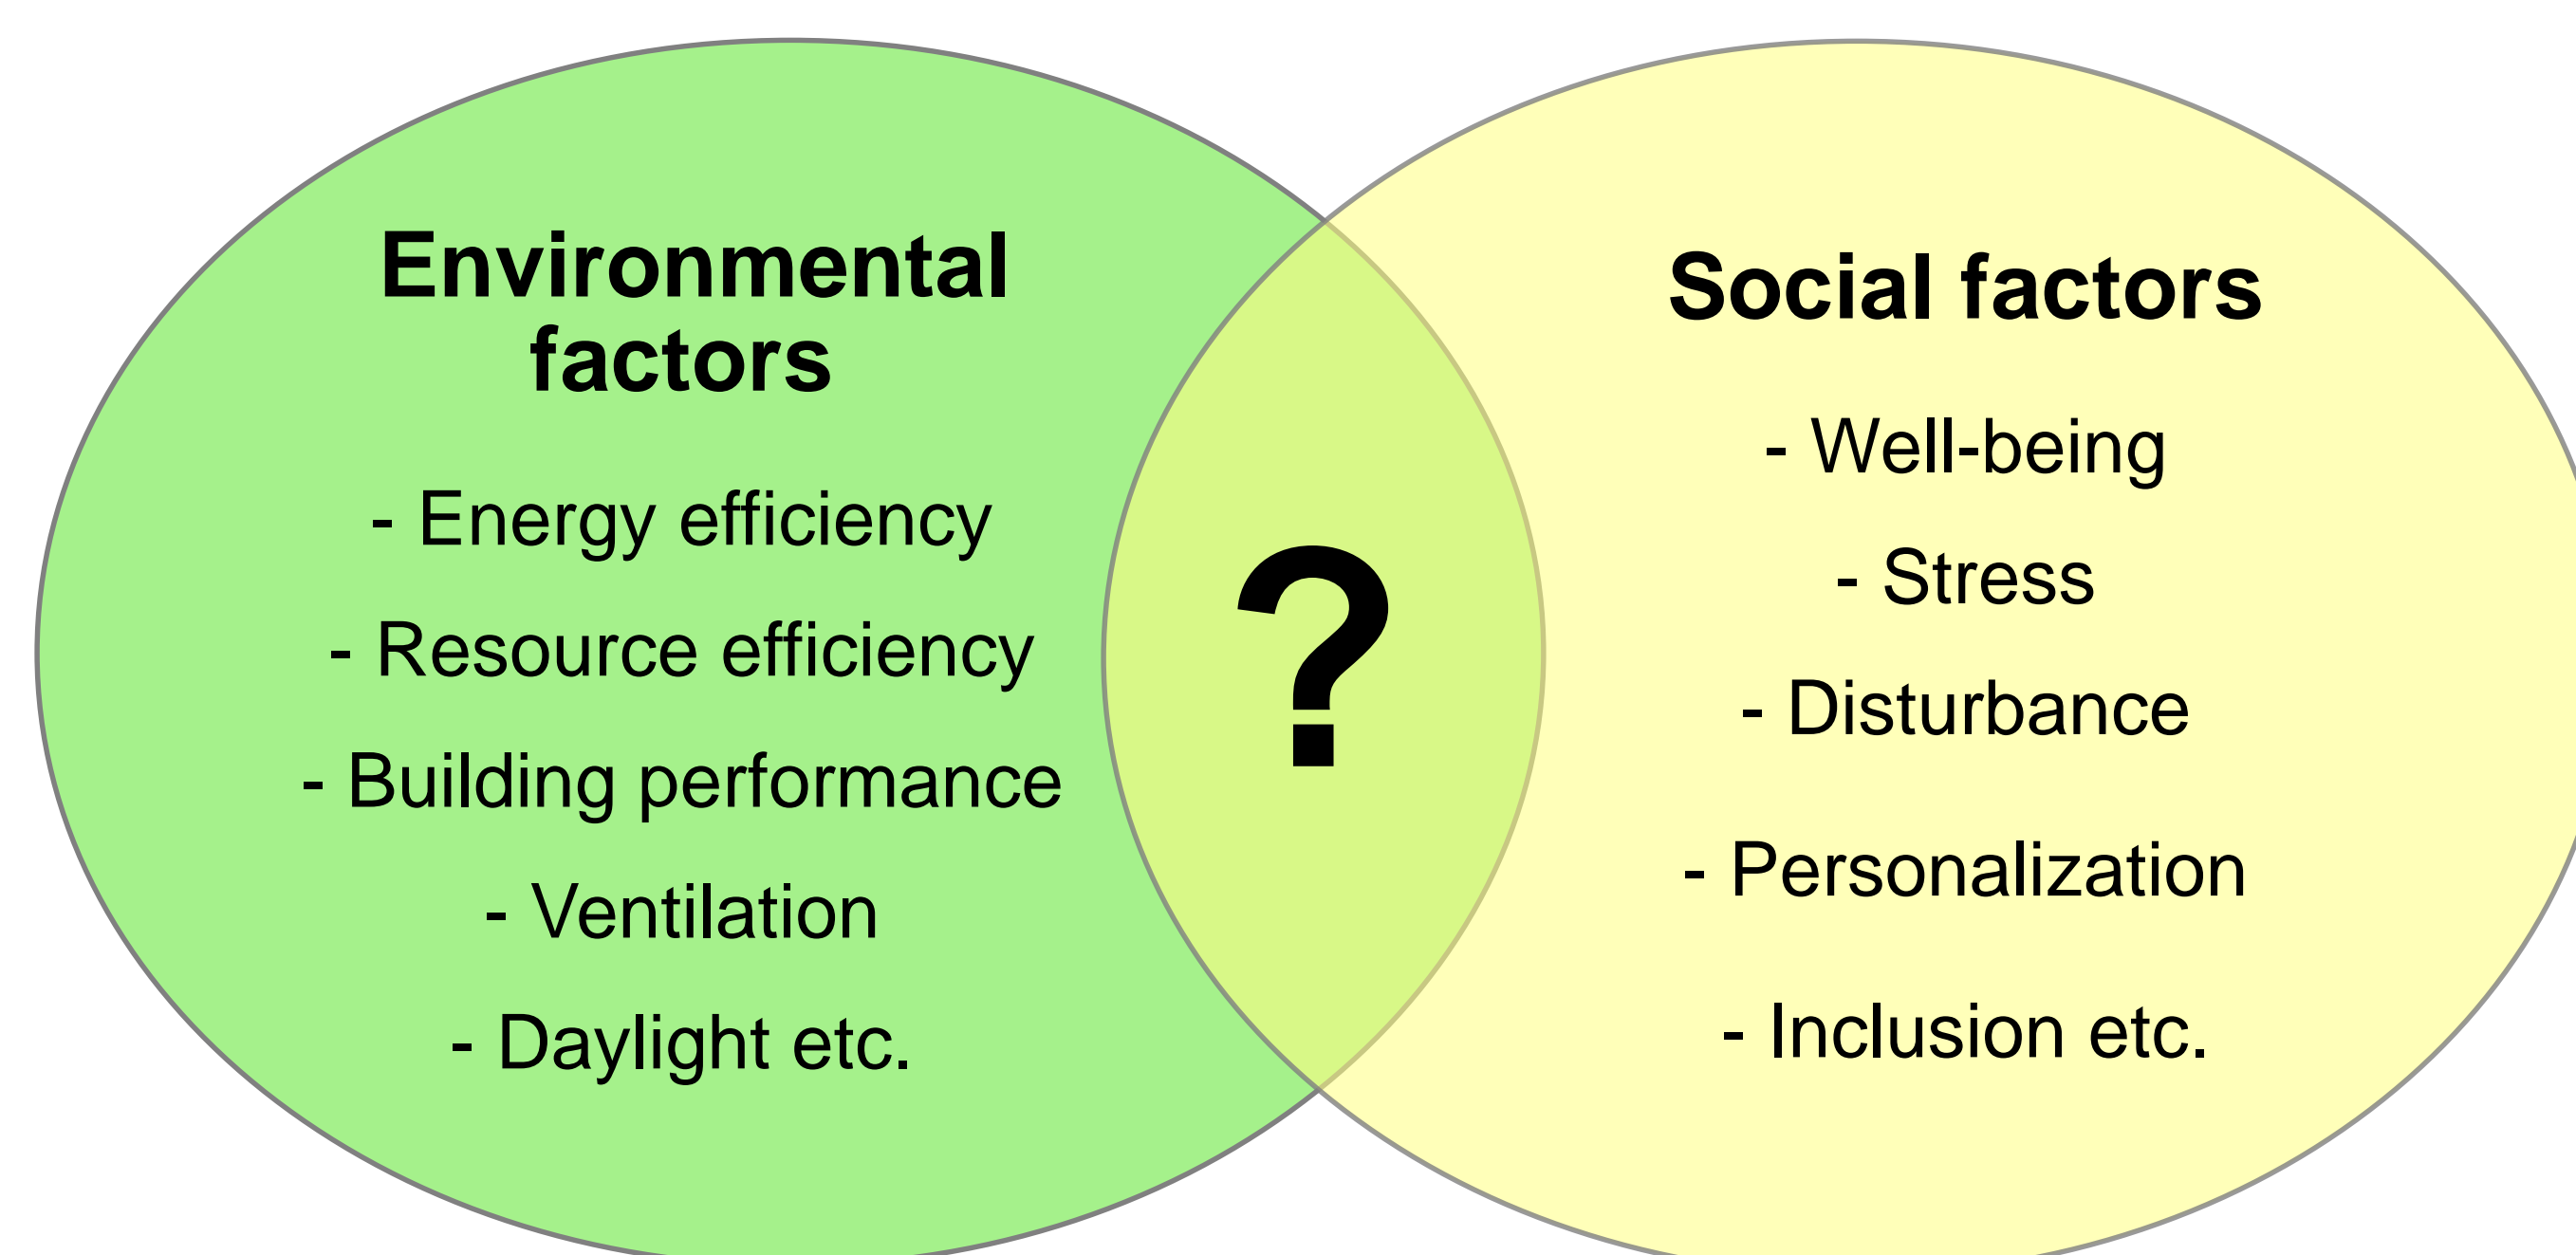 Environmental
factors
- Energy efficiency
- Resource efficiency
- Building performance
- Ventilation
- Daylight etc.
?
Social factors
- Well-being
- Stress
- Disturbance
- Personalization
- Inclusion etc.